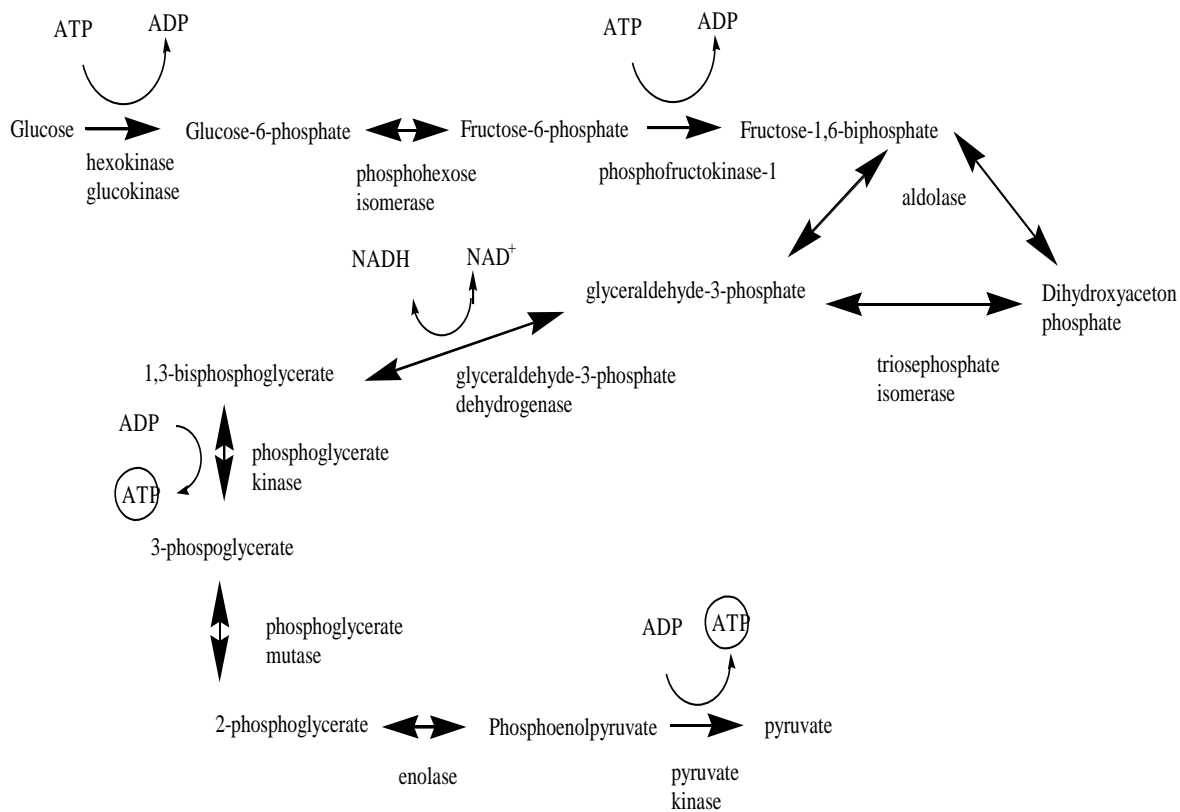 ATP ADP
ATP ADP
Glucose
Glucose-6-phosphate
Fructose-6-phosphate
Fructose-1,6-biphosphate
hexokinase
glucokinase
phosphohexose
isomerase
phosphofructokinase-1
aldolase
NADH NAD+
glyceraldehyde-3-phosphate
Dihydroxyaceton
phosphate
triosephosphate
isomerase
1,3-bisphosphoglycerate
glyceraldehyde-3-phosphate
dehydrogenase
ADP
phosphoglycerate
kinase
ATP
3-phospoglycerate
phosphoglycerate
mutase
ADP ATP
2-phosphoglycerate
Phosphoenolpyruvate
pyruvate
enolase
pyruvate
kinase